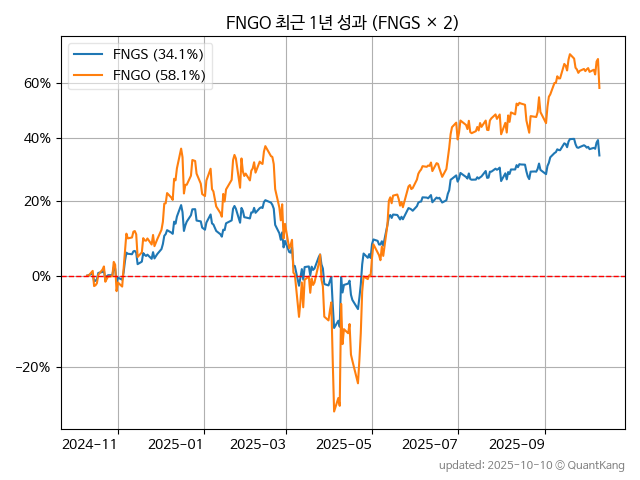 FNGO 최근 1년 성과 (FNGS × 2)
FNGS (34.1%)
FNGO (58.1%)
60%
40%
20%
0%
−20%
2024−11
2025−01
2025−03
2025−05
2025−07
2025−09
updated: 2025-10-10 © QuantKang